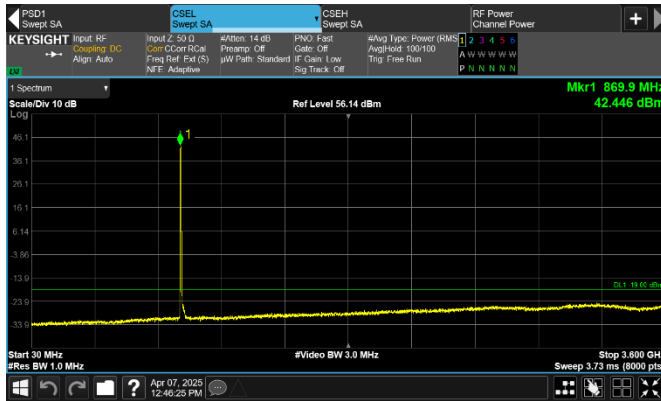 PSD1
Swept SA
CSEL
Swept SA
CSEH
Swept SA
RF Power
Channel Power
KEYSIGHT
Input: RF
Coupling: DC
Align: Auto
Input Z: 50 Ω
Corr CCorr RCal
Freq Ref: Ext (S)
NFE: Adaptive
#Atten: 14 dB
Preamp: Off
µW Path: Standard
PNO: Fast
Gate: Off
IF Gain: Low
Sig Track: Off
#Avg Type: Power (RMS
Avg|Hold: 100/100
Trig: Free Run
1 2 3 4 5 6
A W W W W W
P N N N N N
1 Spectrum
Scale/Div 10 dB
Log
Ref Level 56.14 dBm
Mkr1 869.9 MHz
42.446 dBm
1
46.1
36.1
26.1
16.1
6.14
-3.86
-13.9
-23.9
-33.9
Start 30 MHz
#Res BW 1.0 MHz
#Video BW 3.0 MHz
Stop 3.600 GHz
Sweep 3.73 ms (8000 pts)
?
Apr 07, 2025
12:46:25 PM